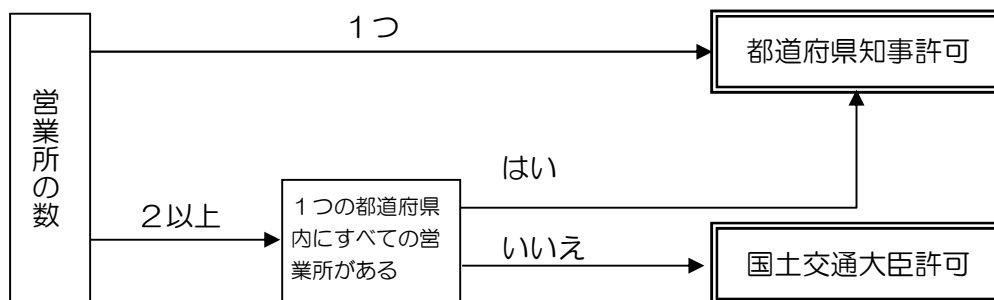 営業所の数
１つ
都道府県知事許可
はい
２以上
１つの都道府県
内にすべての営
業所がある
いいえ
国土交通大臣許可